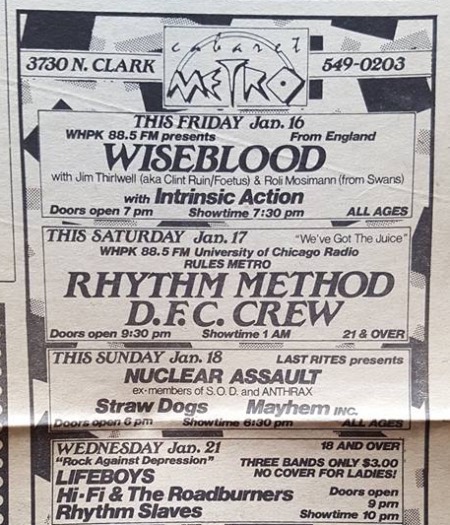 cabaret
3730 N. CLARK METRO 549-0203
THIS FRIDAY Jan. 16
WHPK 88.5 FM presents From England
WISEBLOOD
with Jim Thirlwell (aka Clint Ruin/Foetus) & Roli Mosimann (from Swans)
with Intrinsic Action
Doors open 7 pm Showtime 7:30 pm ALL AGES
THIS SATURDAY Jan. 17 "We've Got The Juice"
WHPK 88.5 FM University of Chicago Radio
RULES METRO
RHYTHM METHOD
D.F.C. CREW
Doors open 9:30 pm Showtime 1 AM 21 & OVER
THIS SUNDAY Jan. 18 LAST RITES presents
NUCLEAR ASSAULT
ex-members of S.O.D. and ANTHRAX
Straw Dogs Mayhem INC.
Doors open 6 pm Showtime 6:30 pm ALL AGES
WEDNESDAY Jan. 21 18 AND OVER
"Rock Against Depression" THREE BANDS ONLY $3.00
LIFEBOYS NO COVER FOR LADIES!
Hi-Fi & The Roadburners Doors open
9 pm
Rhythm Slaves Showtime 10 pm